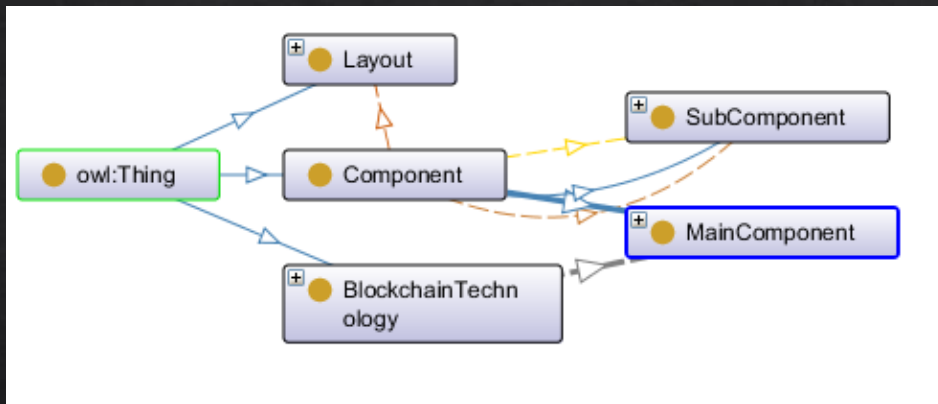 Layout
SubComponent
owl:Thing
Component
MainComponent
BlockchainTechn
ology